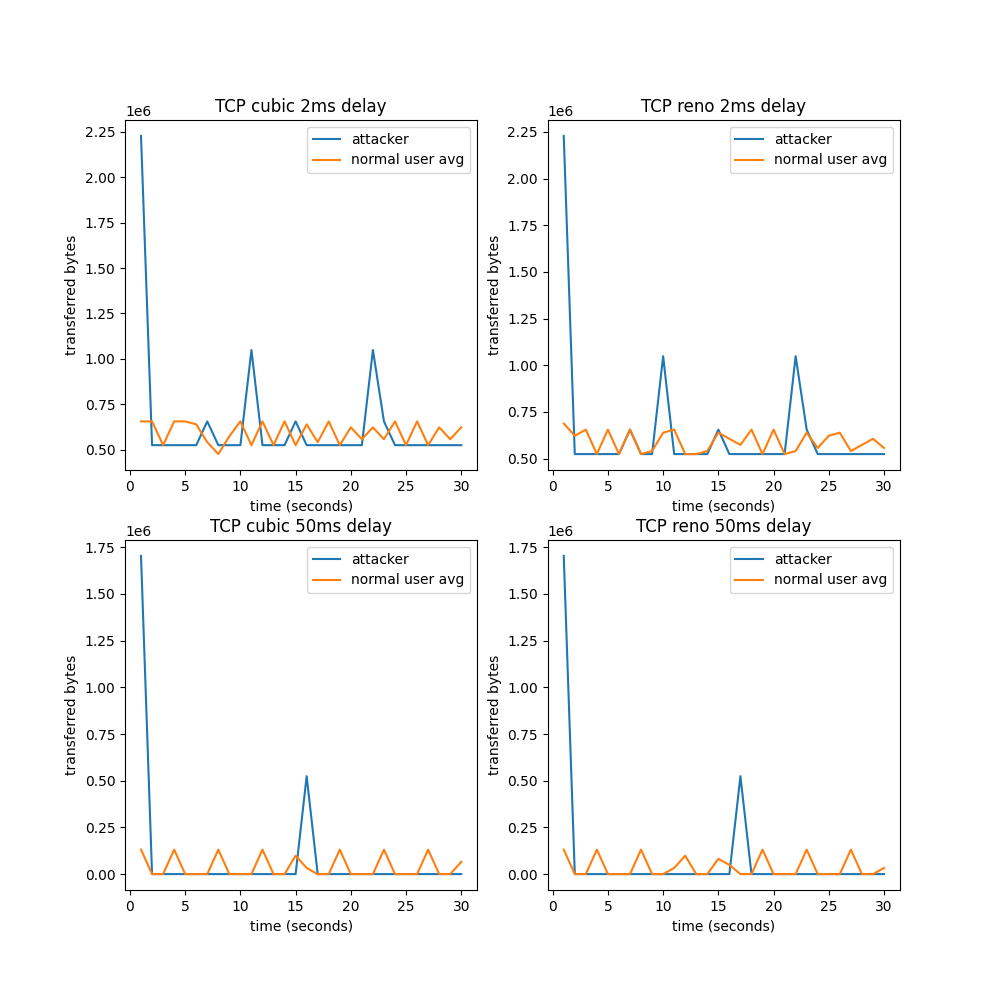 TCP cubic 2ms delay
1e6
transferred bytes
2.25
2.00
1.75
1.50
1.25
1.00
0.75
0.50
attacker
normal user avg
0 5 10 15 20 25 30
time (seconds)
TCP reno 2ms delay
1e6
transferred bytes
2.25
2.00
1.75
1.50
1.25
1.00
0.75
0.50
attacker
normal user avg
0 5 10 15 20 25 30
time (seconds)
TCP cubic 50ms delay
1e6
transferred bytes
1.75
1.50
1.25
1.00
0.75
0.50
0.25
0.00
attacker
normal user avg
0 5 10 15 20 25 30
time (seconds)
TCP reno 50ms delay
1e6
transferred bytes
1.75
1.50
1.25
1.00
0.75
0.50
0.25
0.00
attacker
normal user avg
0 5 10 15 20 25 30
time (seconds)